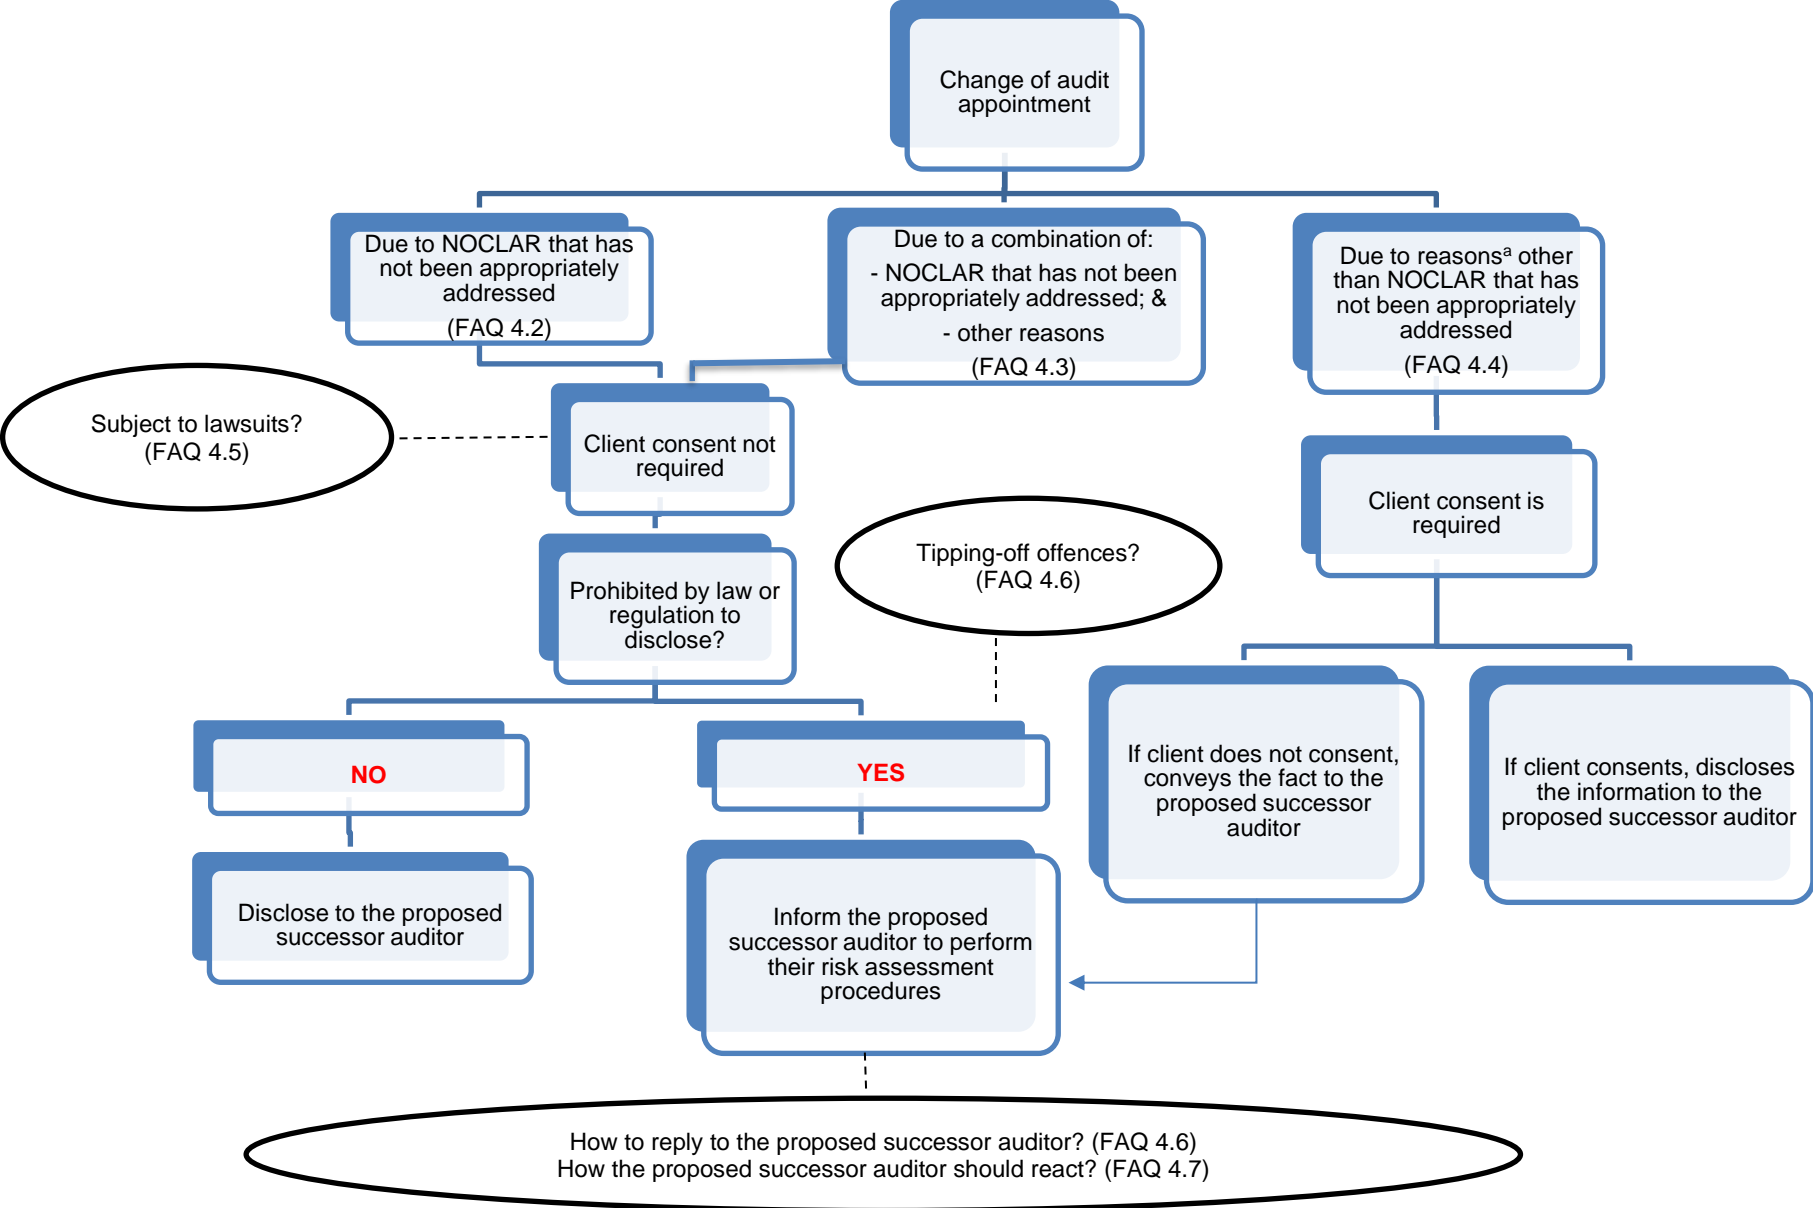 Change of audit
appointment
Due to NOCLAR that has
not been appropriately
addressed
(FAQ 4.2)
Due to a combination of:
- NOCLAR that has not been
appropriately addressed; &
- other reasons
(FAQ 4.3)
Due to reasonsᵃ other
than NOCLAR that has
not been appropriately
addressed
(FAQ 4.4)
Subject to lawsuits?
(FAQ 4.5)
Client consent not
required
Client consent is
required
Tipping-off offences?
(FAQ 4.6)
Prohibited by law or
regulation to
disclose?
NO
YES
If client does not consent,
conveys the fact to the
proposed successor
auditor
If client consents, discloses
the information to the
proposed successor auditor
Disclose to the proposed
successor auditor
Inform the proposed
successor auditor to perform
their risk assessment
procedures
How to reply to the proposed successor auditor? (FAQ 4.6)
How the proposed successor auditor should react? (FAQ 4.7)